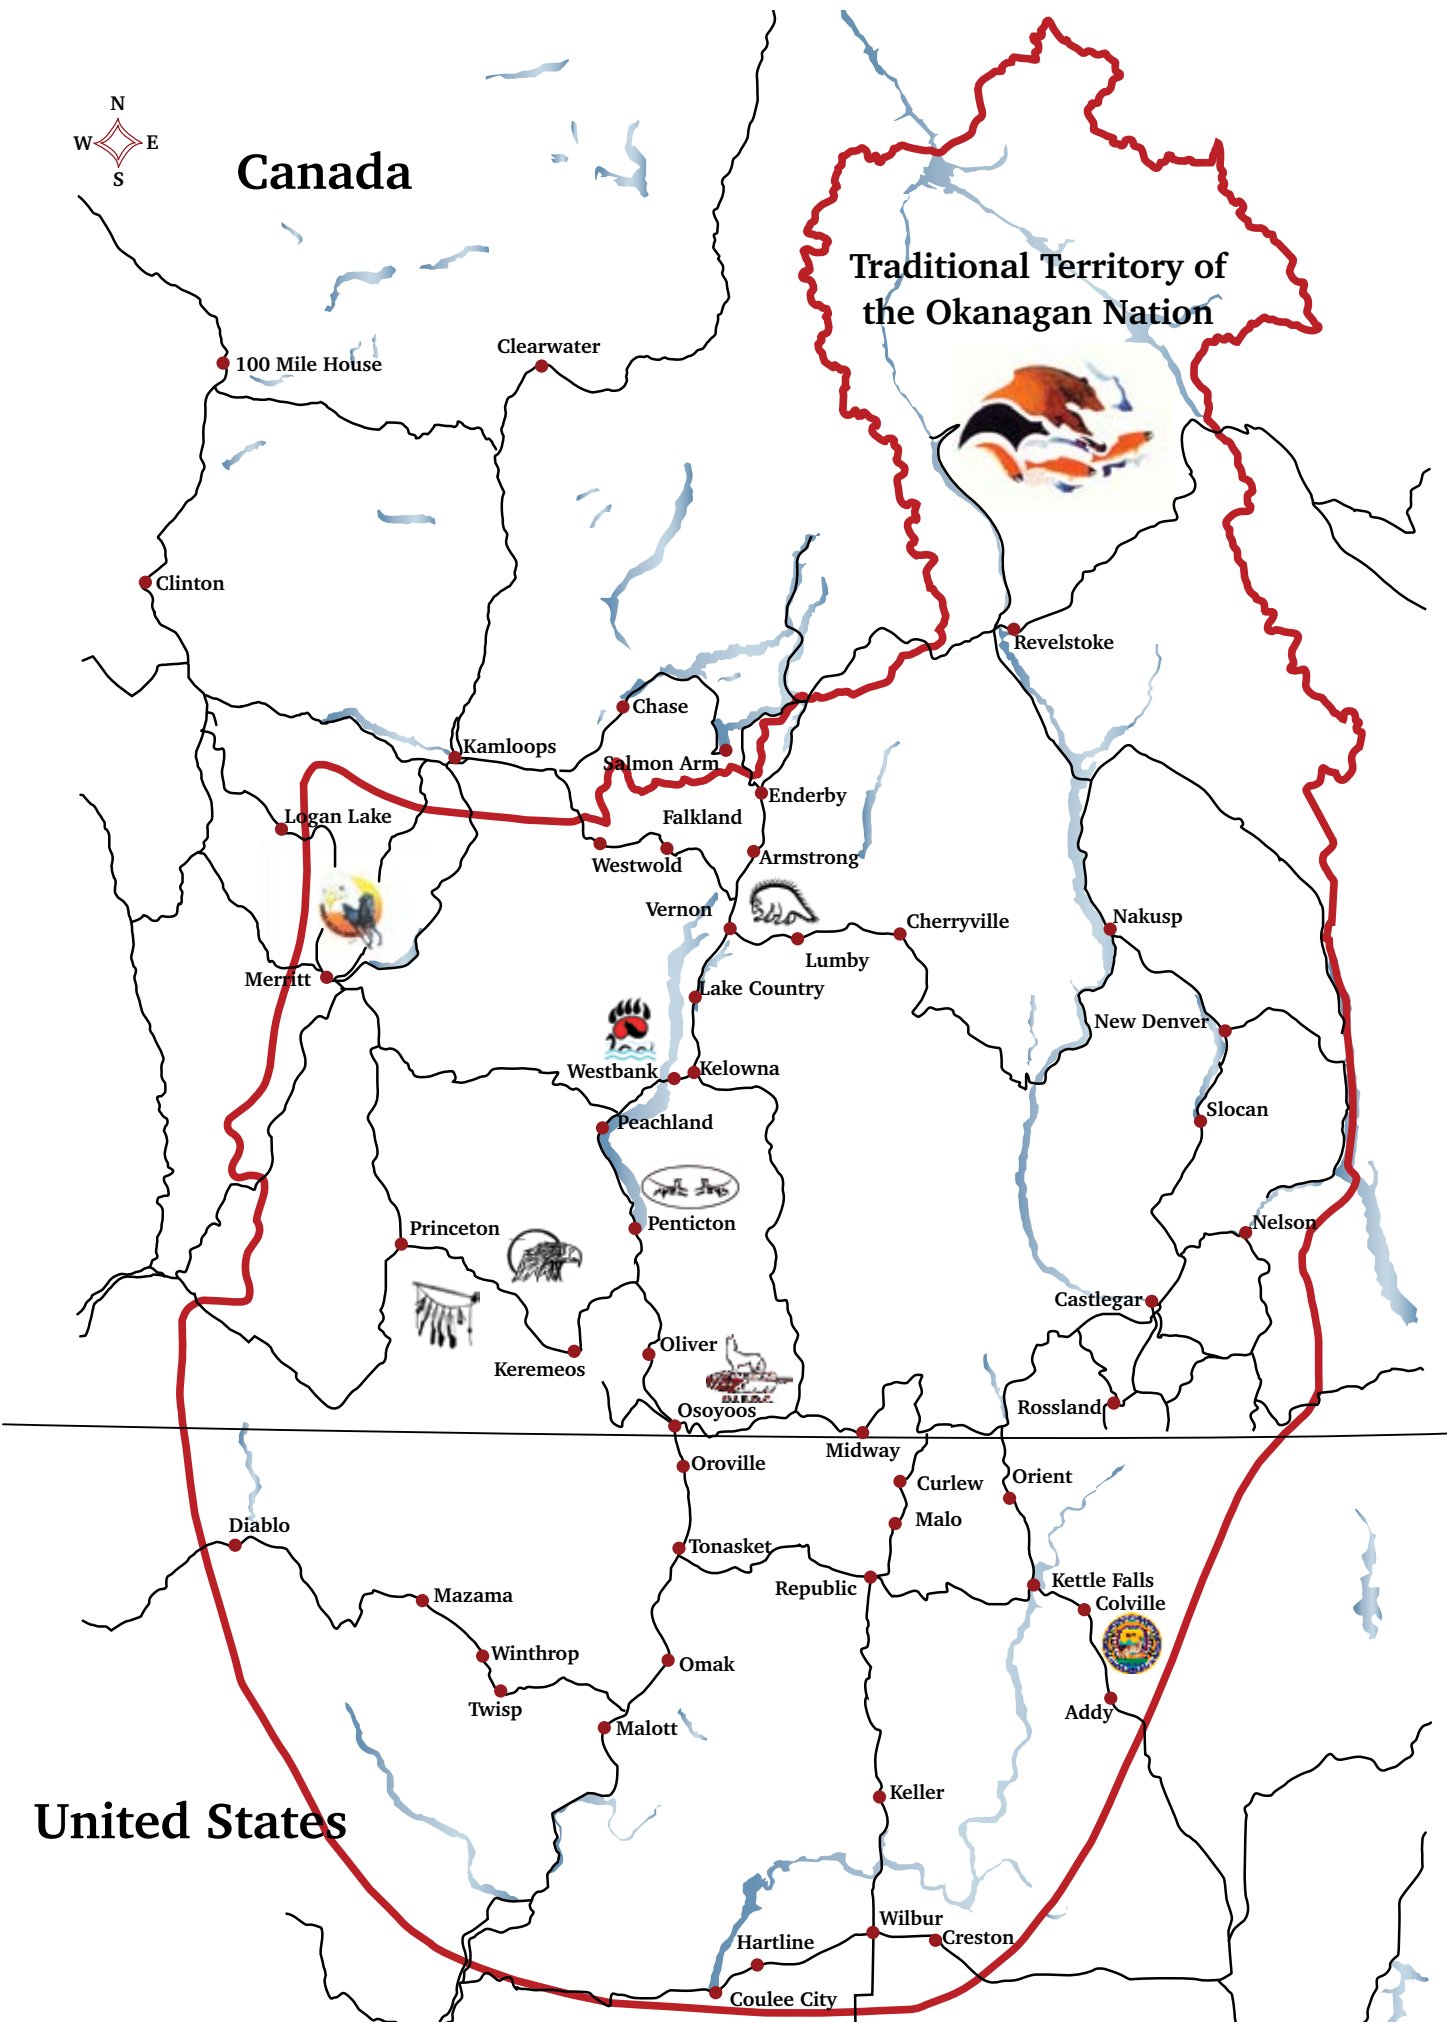 N
W E
S
Canada
Traditional Territory of
the Okanagan Nation
Clearwater
100 Mile House
Clinton
Revelstoke
Chase
Kamloops
Salmon Arm
Enderby
Logan Lake
Falkland
Westwold
Armstrong
Vernon
Cherryville
Nakusp
Lumby
Merritt
Lake Country
New Denver
Westbank
Kelowna
Slocan
Peachland
Princeton
Penticton
Nelson
Castlegar
Oliver
Keremeos
Rossland
O.I.B.D.C.
Osoyoos
Midway
Oroville
Curlew
Orient
Malo
Diablo
Tonasket
Republic
Kettle Falls
Mazama
Colville
Winthrop
Omak
Twisp
Addy
Malott
Keller
United States
Wilbur
Hartline
Creston
Coulee City